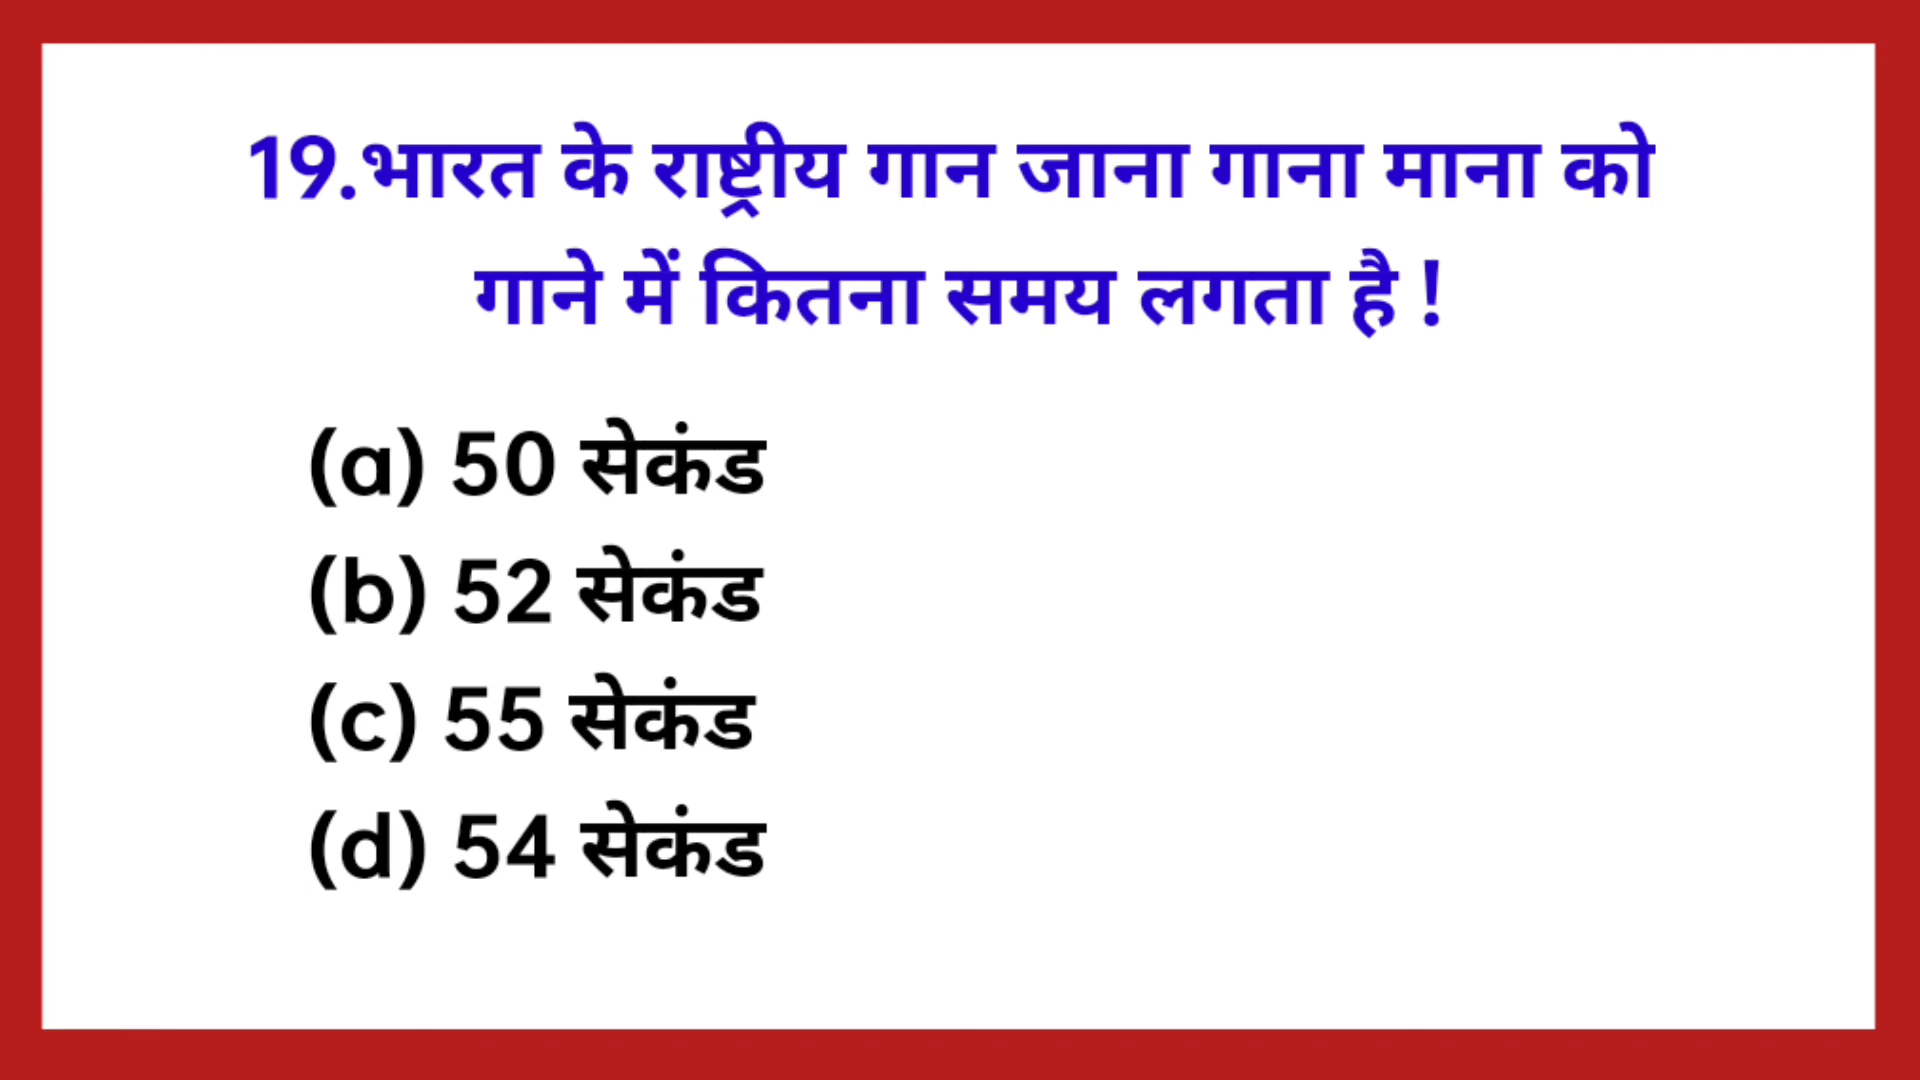 19.भारत के राष्ट्रीय गान जाना गाना माना को
गाने में कितना समय लगता है !
(a) 50 सेकंड
(b) 52 सेकंड
(c) 55 सेकंड
(d) 54 सेकंड